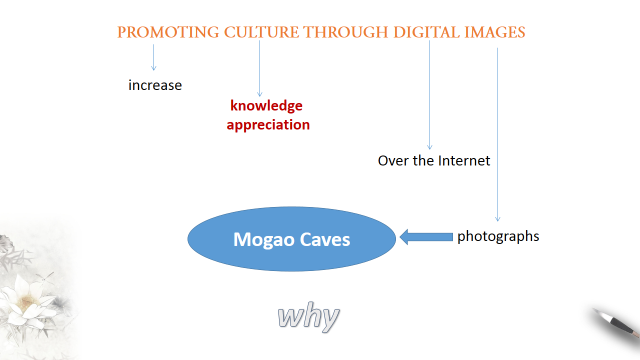 PROMOTING CULTURE THROUGH DIGITAL IMAGES
increase
knowledge
appreciation
Over the Internet
Mogao Caves
photographs
why